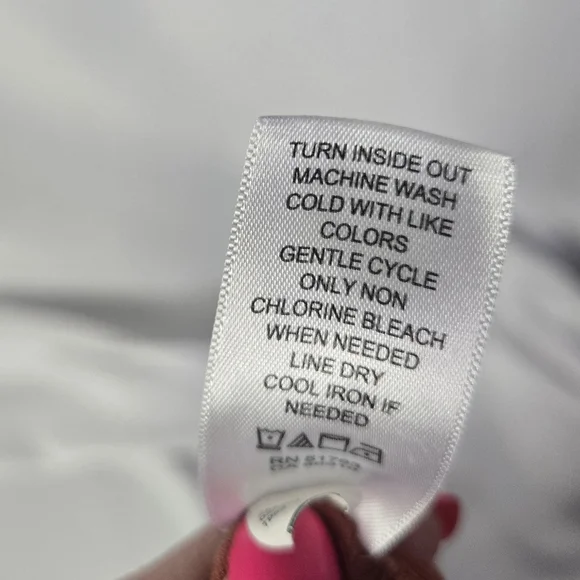 TURN INSIDE OUT
MACHINE WASH
COLD WITH LIKE
COLORS
GENTLE CYCLE
ONLY NON
CHLORINE BLEACH
WHEN NEEDED
LINE DRY
COOL IRON IF
NEEDED
RN